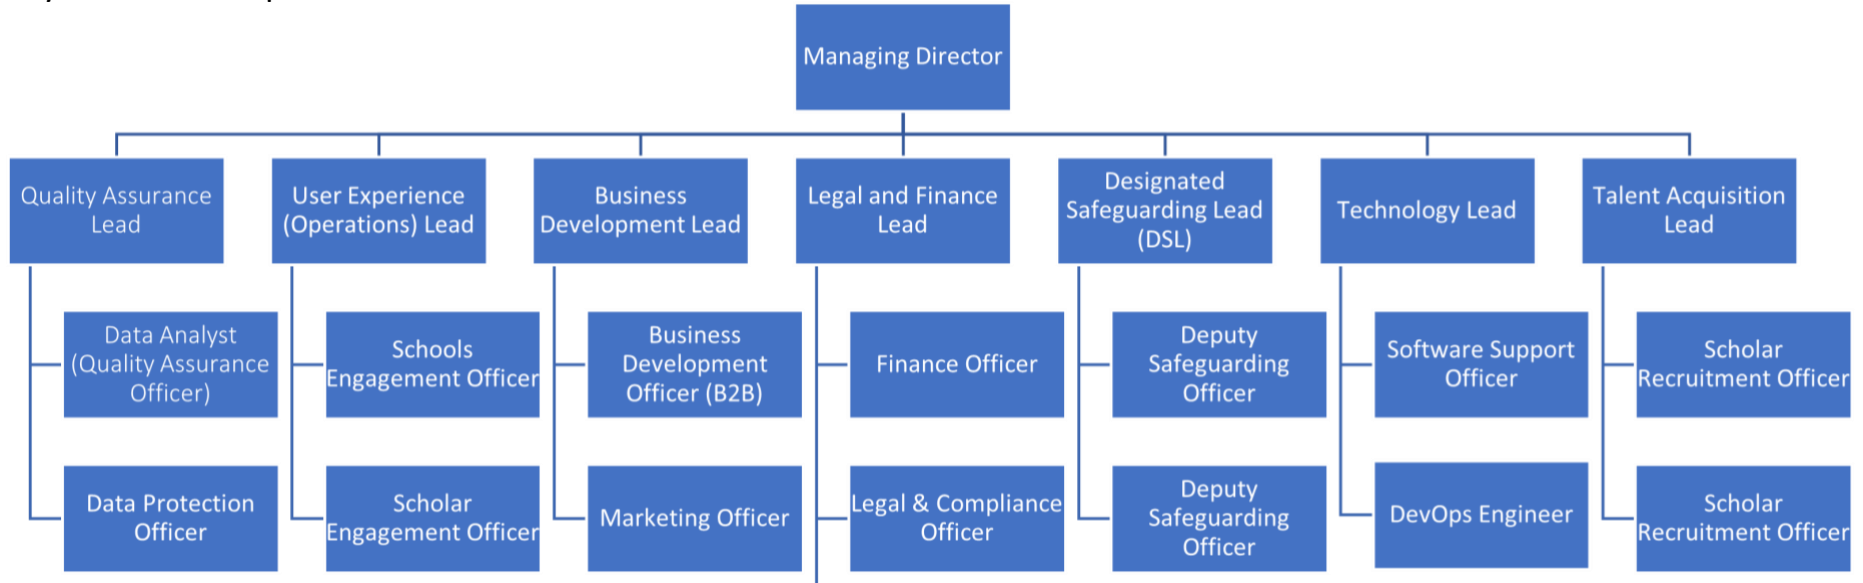 Managing Director
Quality Assurance
Lead
User Experience
(Operations) Lead
Business
Development Lead
Legal and Finance
Lead
Designated
Safeguarding Lead
(DSL)
Technology Lead
Talent Acquisition
Lead
Data Analyst
(Quality Assurance
Officer)
Schools
Engagement Officer
Business
Development
Officer (B2B)
Finance Officer
Deputy
Safeguarding
Officer
Software Support
Officer
Scholar
Recruitment Officer
Data Protection
Officer
Scholar
Engagement Officer
Marketing Officer
Legal & Compliance
Officer
Deputy
Safeguarding
Officer
DevOps Engineer
Scholar
Recruitment Officer